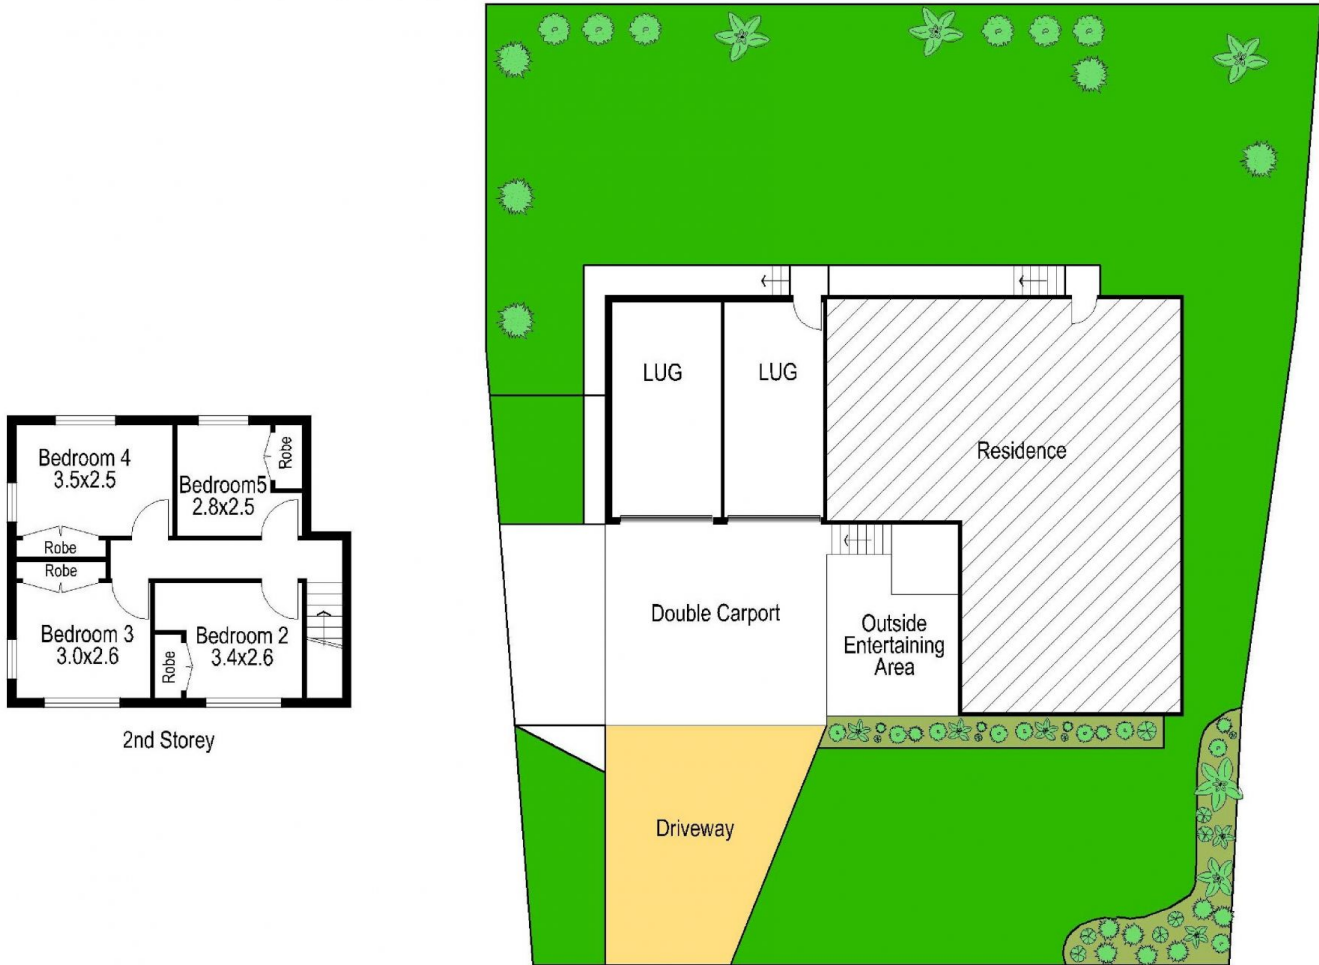 Bedroom 4
3.5x2.5
Robe
Bedroom5
2.8x2.5
Robe
Robe
Bedroom 3
3.0x2.6
Bedroom 2
3.4x2.6
Robe
2nd Storey
LUG
LUG
Residence
Double Carport
Outside
Entertaining
Area
Driveway